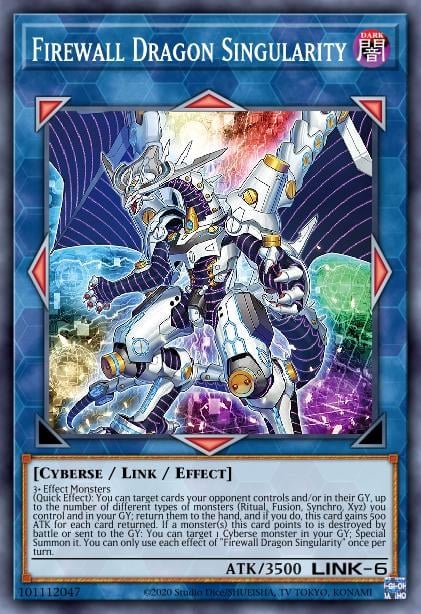 FIREWALL DRAGON SINGULARITY
DARK
闇
[CYBERSE / LINK / EFFECT]
3+ Effect Monsters
(Quick Effect): You can target cards your opponent controls and/or in their GY, up
to the number of different types of monsters (Ritual, Fusion, Synchro, Xyz) you
control and in your GY; return them to the hand, and if you do, this card gains 500
ATK for each card returned. If a monster(s) this card points to is destroyed by
battle or sent to the GY: You can target 1 Cyberse monster in your GY; Special
Summon it. You can only use each effect of "Firewall Dragon Singularity" once per
turn.
ATK/3500 LINK-6
101112047 ©2020 Studio Dice/SHUEISHA, TV TOKYO, KONAMI